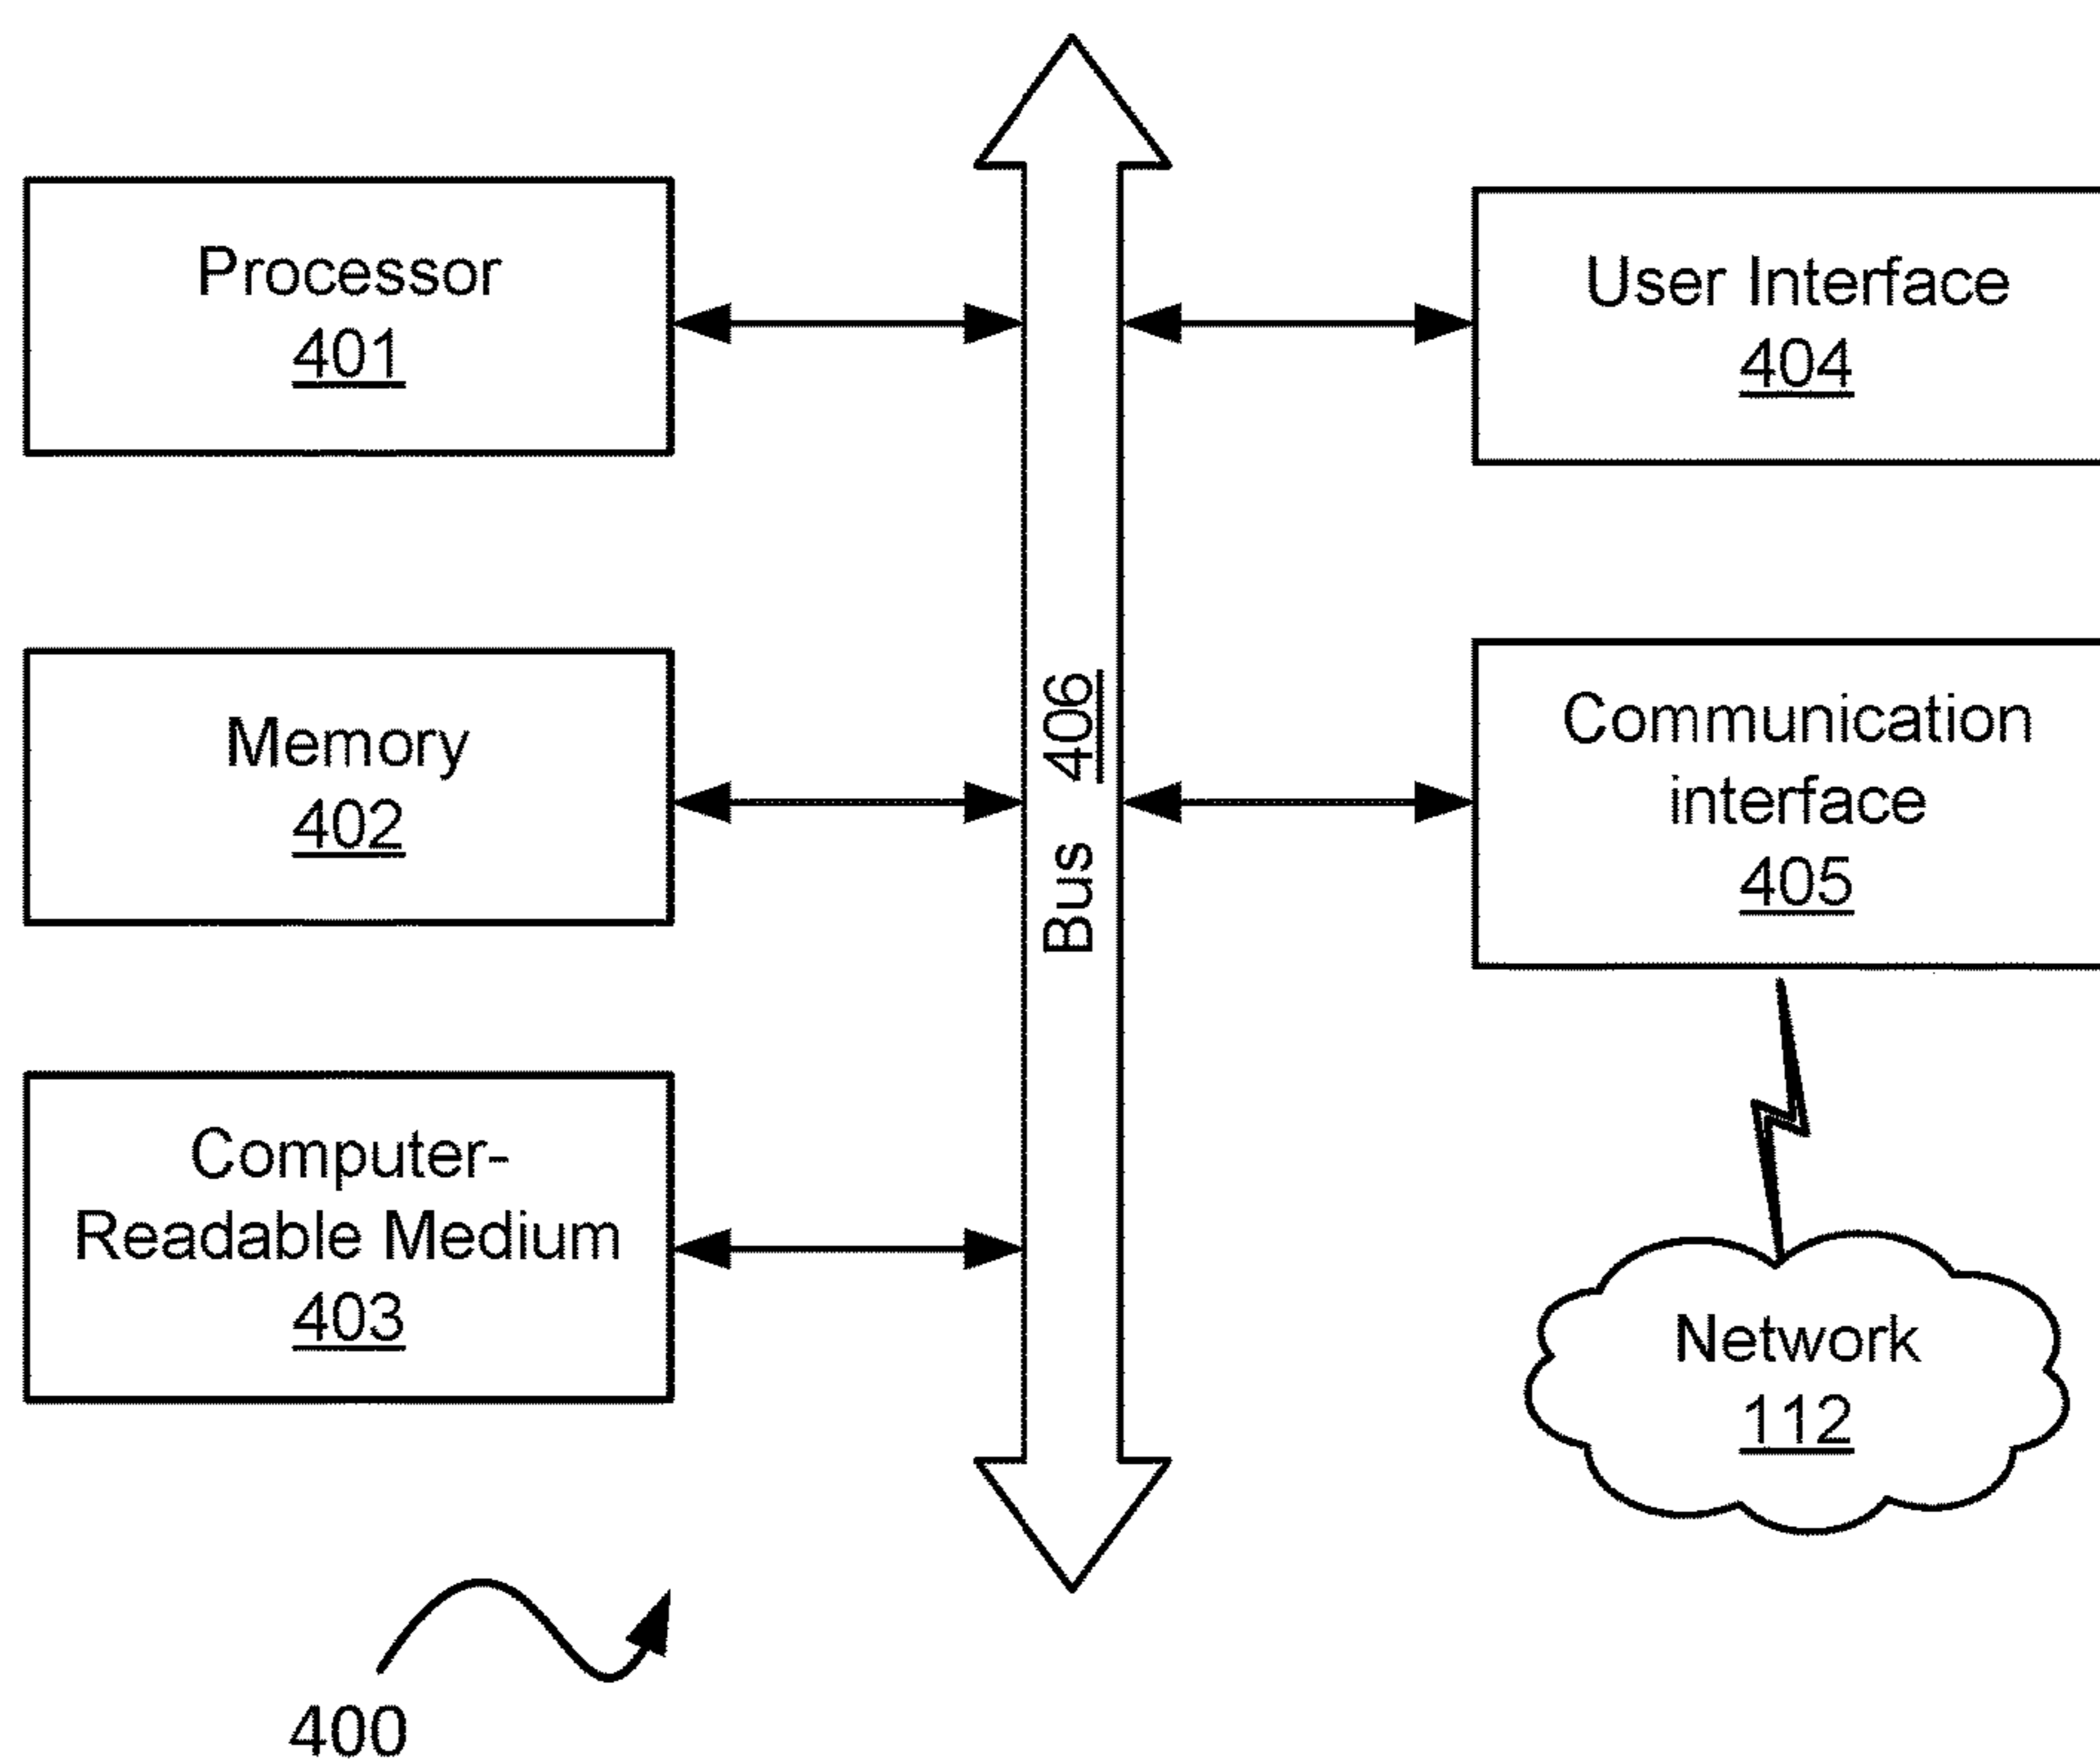 Processor
401
Memory
402
Computer-
Readable Medium
403
Bus 406
User Interface
404
Communication
interface
405
Network
112
400